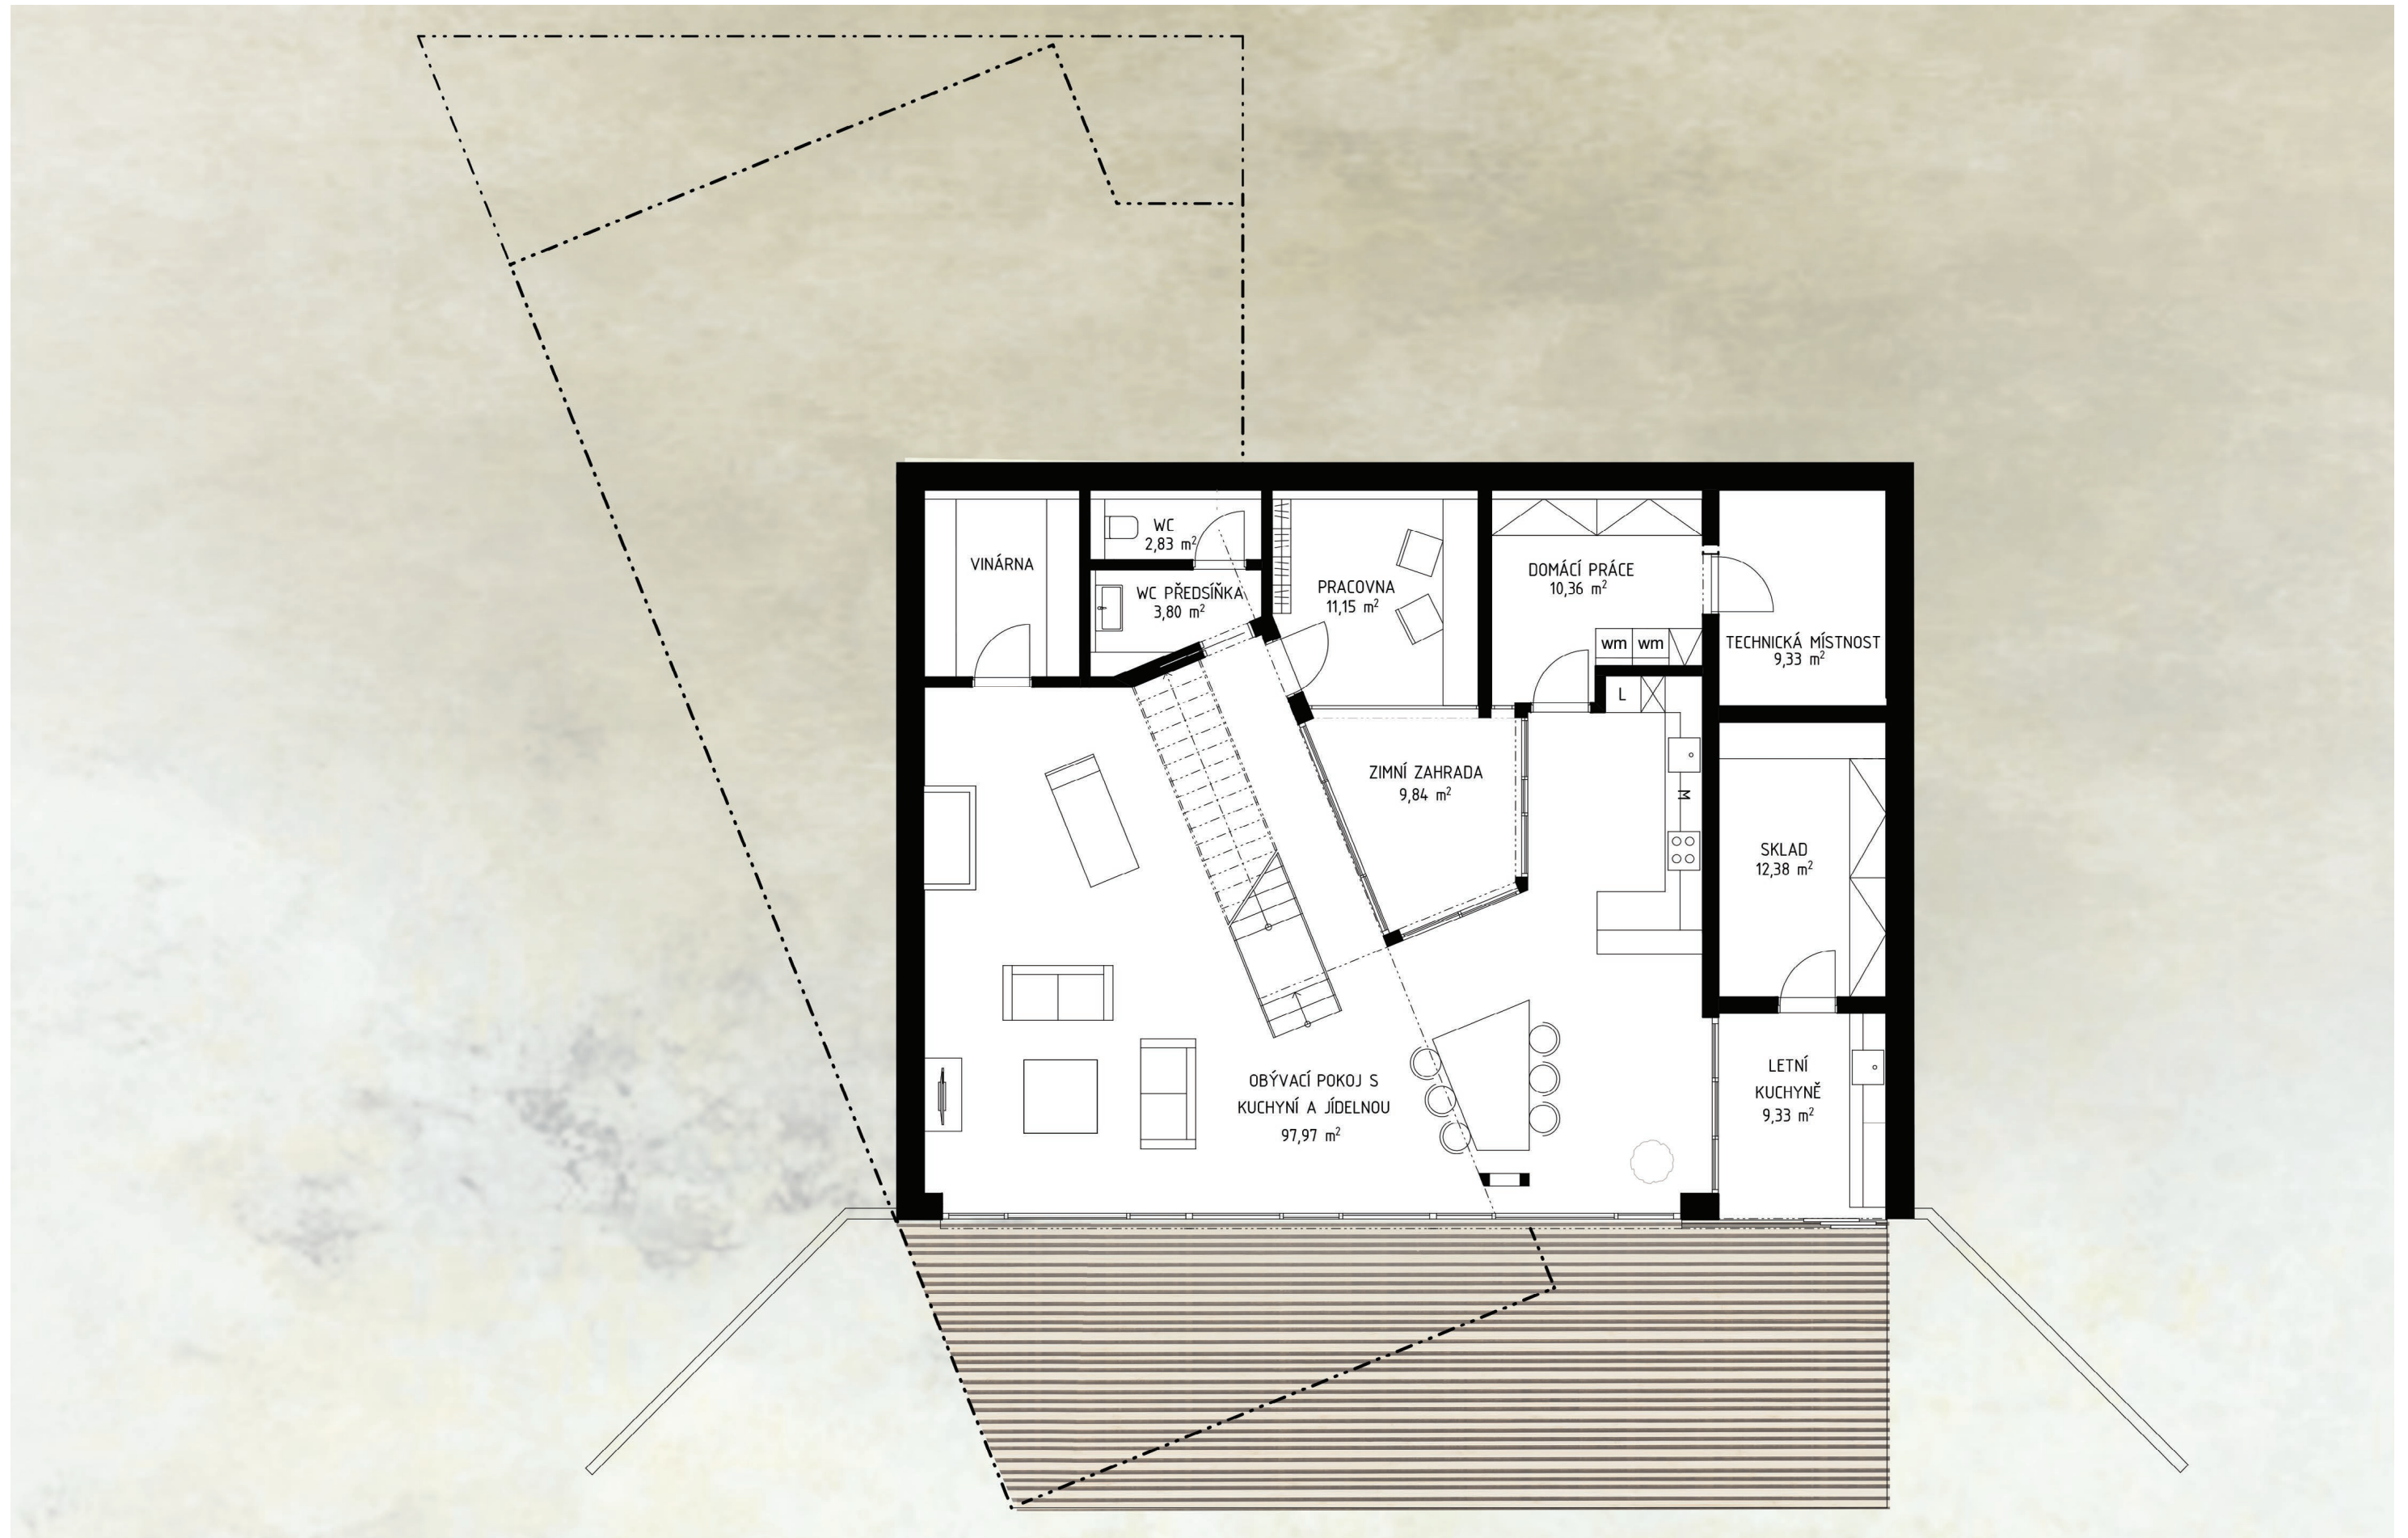 VINÁRNA
WC
2,83 m²
WC PŘEDSÍŇKA
3,80 m²
PRACOVNA
11,15 m²
DOMÁCÍ PRÁCE
10,36 m²
wm wm
TECHNICKÁ MÍSTNOST
9,33 m²
L
ZIMNÍ ZAHRADA
9,84 m²
M
SKLAD
12,38 m²
OBÝVACÍ POKOJ S
KUCHYNÍ A JÍDELNOU
97,97 m²
LETNÍ
KUCHYNĚ
9,33 m²